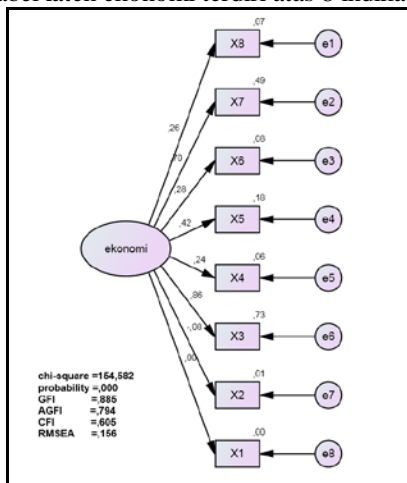 ,07
X8 e1
,26
,49
X7 e2
,70
,08
X6 e3
,28
,18
X5 e4
,42
ekonomi
,06
X4 e5
,24
,73
X3 e6
,86
,01
X2 e7
-,08
,00
X1 e8
,00
chi-square =154,582
probability =,000
GFI =,885
AGFI =,794
CFI =,605
RMSEA =,156